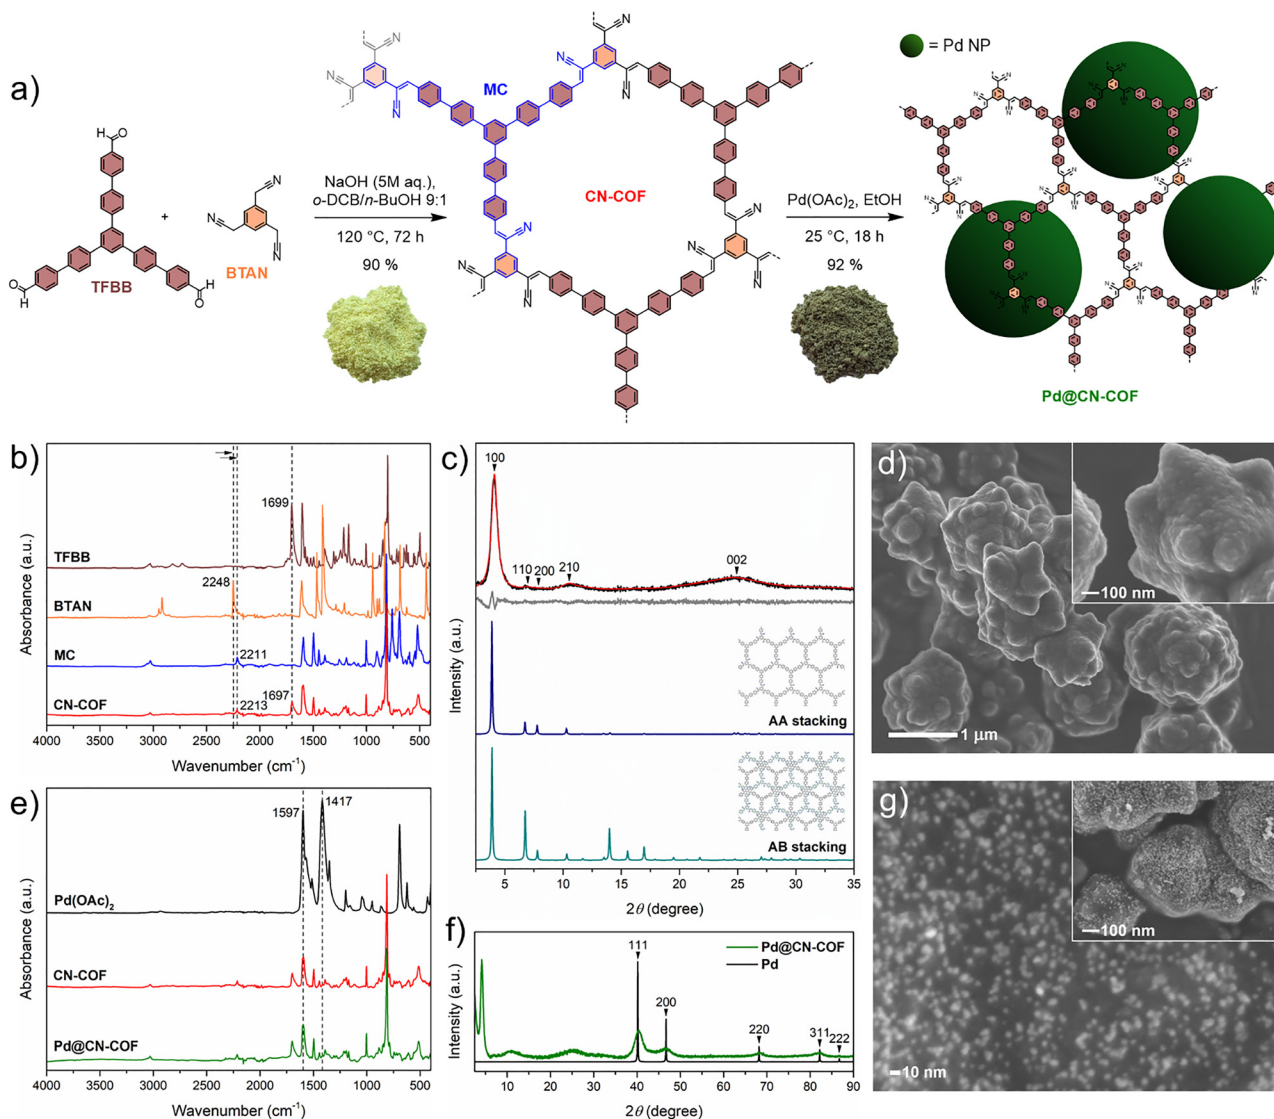 a)
TFBB
+
BTAN
NaOH (5M aq.),
o-DCB/n-BuOH 9:1
120 °C, 72 h
90 %
MC
CN-COF
Pd(OAc)₂, EtOH
25 °C, 18 h
92 %
= Pd NP
Pd@CN-COF
b)
TFBB
1699
BTAN
2248
MC
2211
CN-COF
2213
1697
Absorbance (a.u.)
4000 3500 3000 2500 2000 1500 1000 500
Wavenumber (cm⁻¹)
c)
100
110 200 210
002
AA stacking
AB stacking
Intensity (a.u.)
5 10 15 20 25 30 35
2θ (degree)
d)
100 nm
1 µm
e)
1597
1417
Pd(OAc)₂
CN-COF
Pd@CN-COF
Absorbance (a.u.)
4000 3500 3000 2500 2000 1500 1000 500
Wavenumber (cm⁻¹)
f)
Pd@CN-COF
Pd
111
200
220
311
222
Intensity (a.u.)
10 20 30 40 50 60 70 80 90
2θ (degree)
g)
100 nm
10 nm